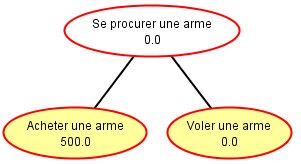 Se procurer une arme
0.0
Acheter une arme
500.0
Voler une arme
0.0